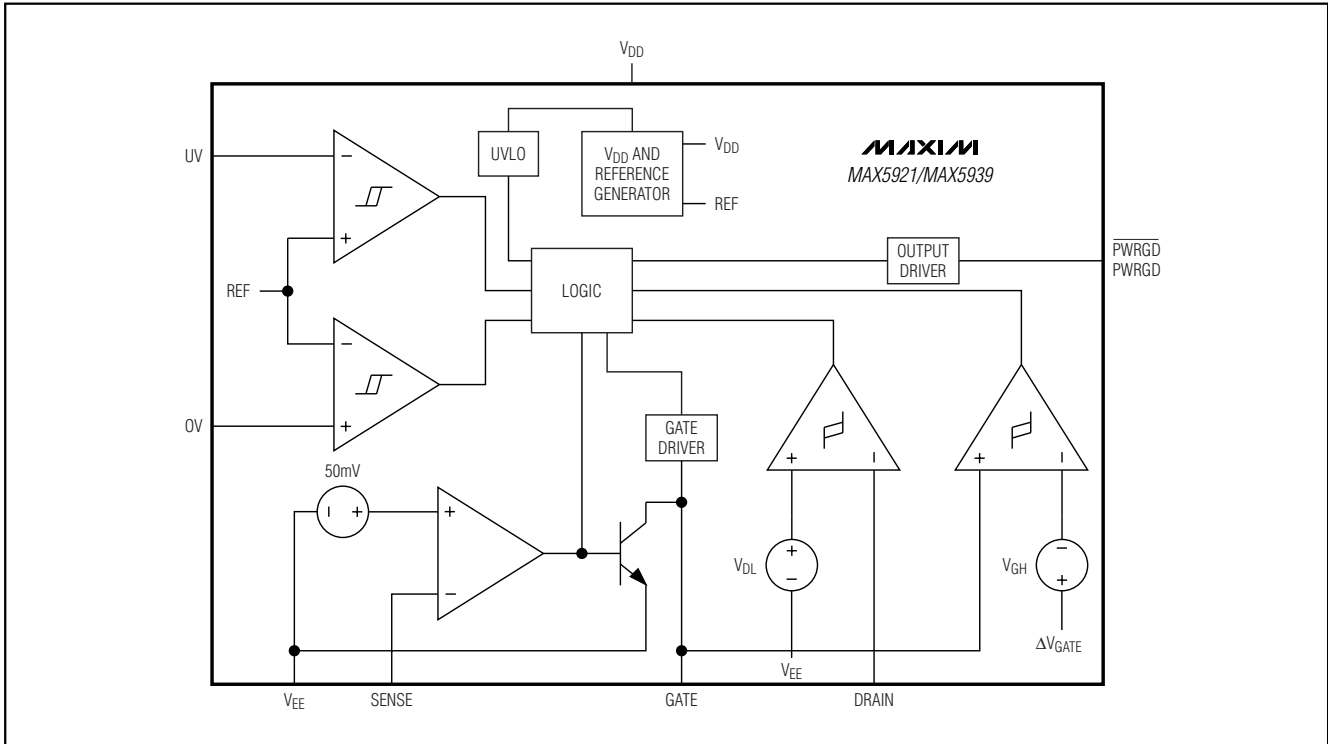 VDD
UV
−
+
UVLO
VDD AND
REFERENCE
GENERATOR
VDD
REF
MAXIM
MAX5921/MAX5939
REF
LOGIC
OUTPUT
DRIVER
P̅W̅R̅G̅D̅
PWRGD
−
+
OV
GATE
DRIVER
50mV
− +
+
−
+ −
+ −
VDL
+
−
VGH
−
+
ΔVGATE
VEE
VEE
SENSE
GATE
DRAIN